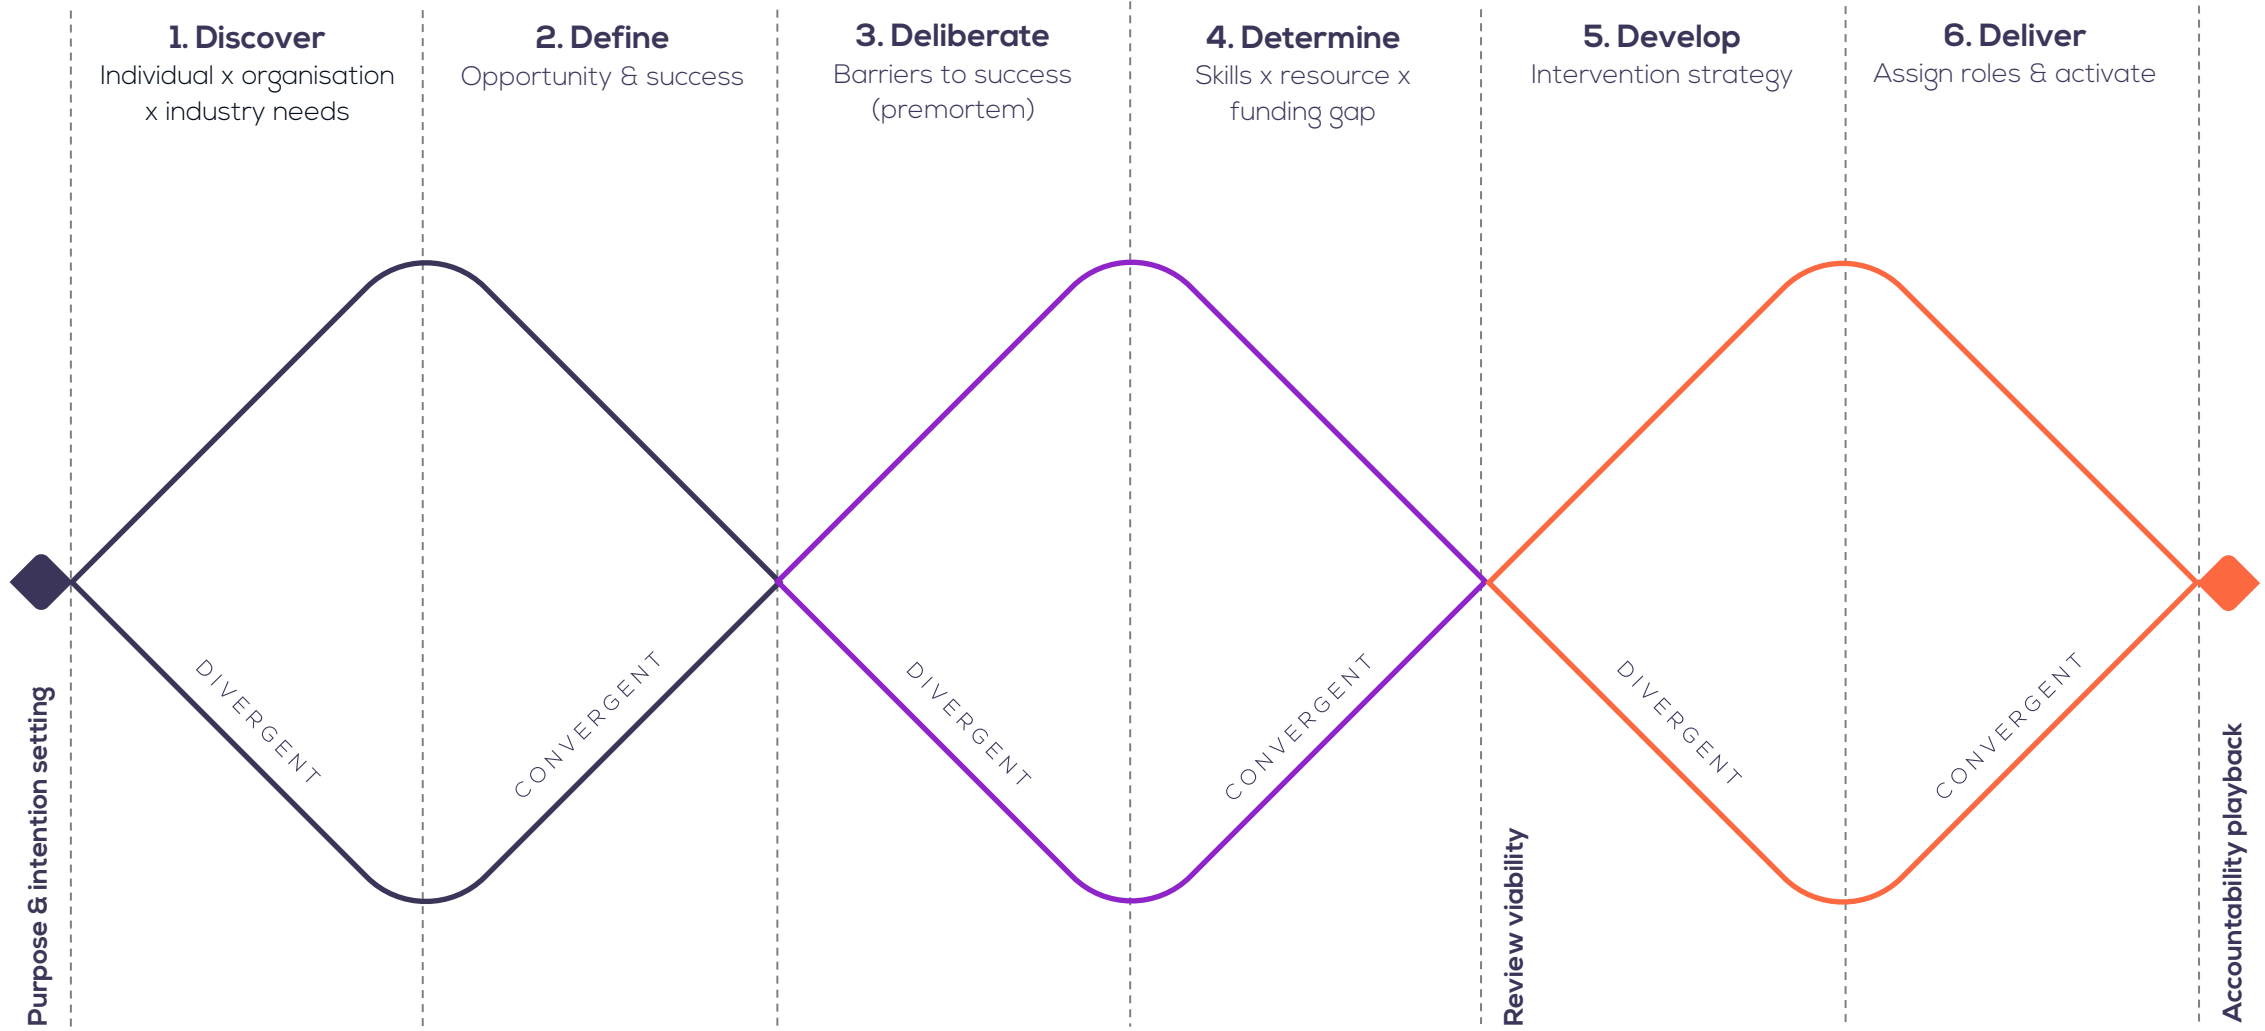 1. Discover
Individual x organisation
x industry needs
2. Define
Opportunity & success
3. Deliberate
Barriers to success
(premortem)
4. Determine
Skills x resource x
funding gap
5. Develop
Intervention strategy
6. Deliver
Assign roles & activate
Purpose & intention setting
DIVERGENT
CONVERGENT
DIVERGENT
CONVERGENT
Review viability
DIVERGENT
CONVERGENT
Accountability playback